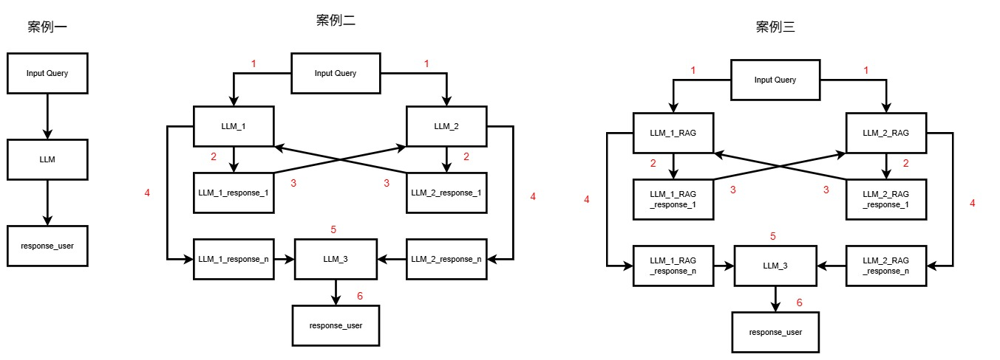 案例一
Input Query
LLM
response_user
案例二
1
Input Query
1
LLM_1
LLM_2
2
2
LLM_1_response_1
3
3
LLM_2_response_1
4
4
5
LLM_1_response_n
LLM_3
LLM_2_response_n
6
response_user
案例三
1
Input Query
1
LLM_1_RAG
LLM_2_RAG
2
2
LLM_1_RAG
_response_1
3
3
LLM_2_RAG
_response_1
4
4
5
LLM_1_RAG
_response_n
LLM_3
LLM_2_RAG
_response_n
6
response_user